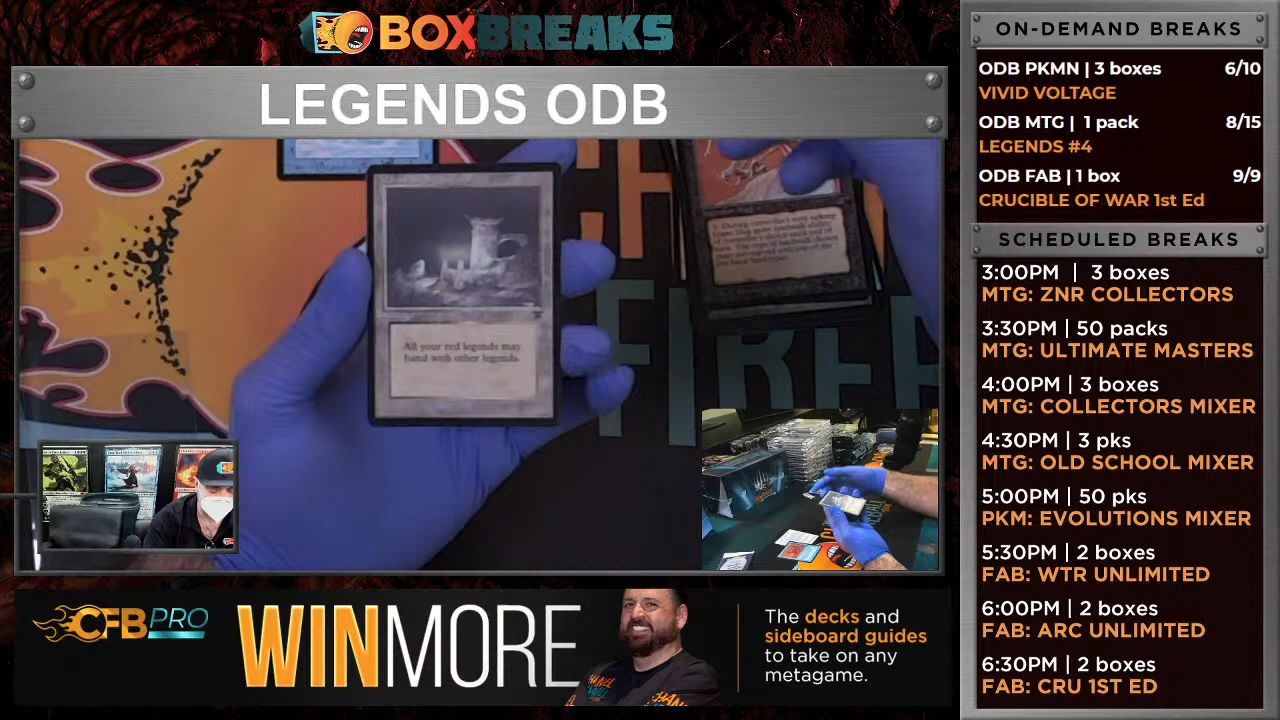 BOXBREAKS
LEGENDS ODB
All your red legends may
band with other legends.
CFB PRO
WINMORE
The decks and
sideboard guides
to take on any
metagame.
ON-DEMAND BREAKS
ODB PKMN | 3 boxes 6/10
VIVID VOLTAGE
ODB MTG | 1 pack 8/15
LEGENDS #4
ODB FAB | 1 box 9/9
CRUCIBLE OF WAR 1st Ed
SCHEDULED BREAKS
3:00PM | 3 boxes
MTG: ZNR COLLECTORS
3:30PM | 50 packs
MTG: ULTIMATE MASTERS
4:00PM | 3 boxes
MTG: COLLECTORS MIXER
4:30PM | 3 pks
MTG: OLD SCHOOL MIXER
5:00PM | 50 pks
PKM: EVOLUTIONS MIXER
5:30PM | 2 boxes
FAB: WTR UNLIMITED
6:00PM | 2 boxes
FAB: ARC UNLIMITED
6:30PM | 2 boxes
FAB: CRU 1ST ED